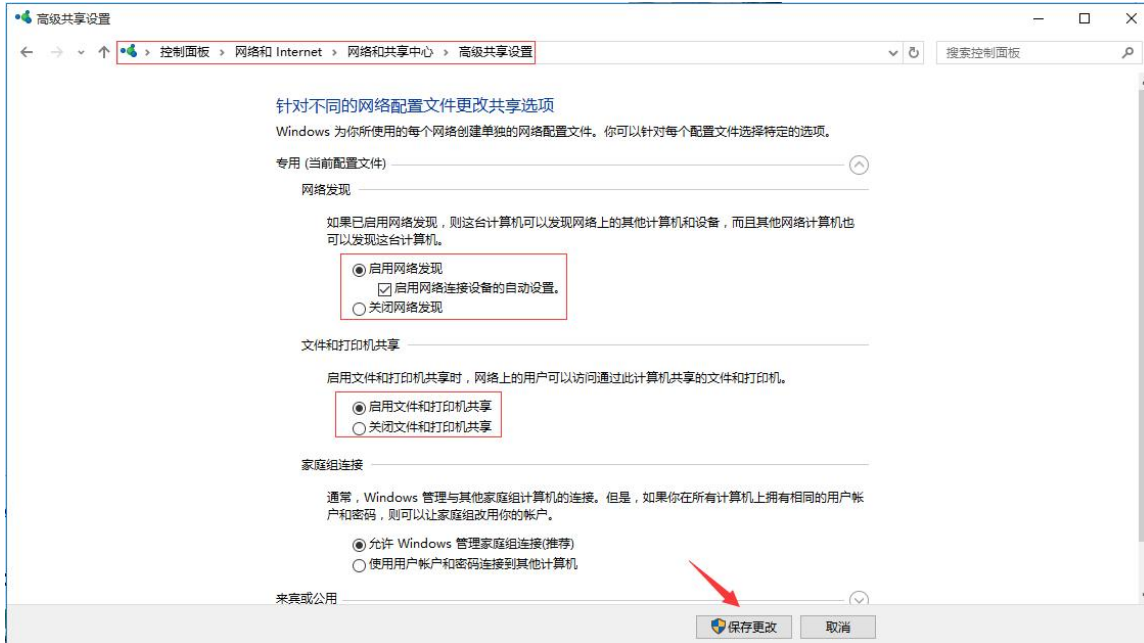 高级共享设置
控制面板 › 网络和 Internet › 网络和共享中心 › 高级共享设置
搜索控制面板
针对不同的网络配置文件更改共享选项
Windows 为你所使用的每个网络创建单独的网络配置文件。你可以针对每个配置文件选择特定的选项。
专用 (当前配置文件)
网络发现
如果已启用网络发现，则这台计算机可以发现网络上的其他计算机和设备，而且其他网络计算机也
可以发现这台计算机。
启用网络发现
启用网络连接设备的自动设置。
关闭网络发现
文件和打印机共享
启用文件和打印机共享时，网络上的用户可以访问通过此计算机共享的文件和打印机。
启用文件和打印机共享
关闭文件和打印机共享
家庭组连接
通常，Windows 管理与其他家庭组计算机的连接。但是，如果你在所有计算机上拥有相同的用户帐
户和密码，则可以让家庭组改用你的帐户。
允许 Windows 管理家庭组连接(推荐)
使用用户帐户和密码连接到其他计算机
来宾或公用
保存更改
取消